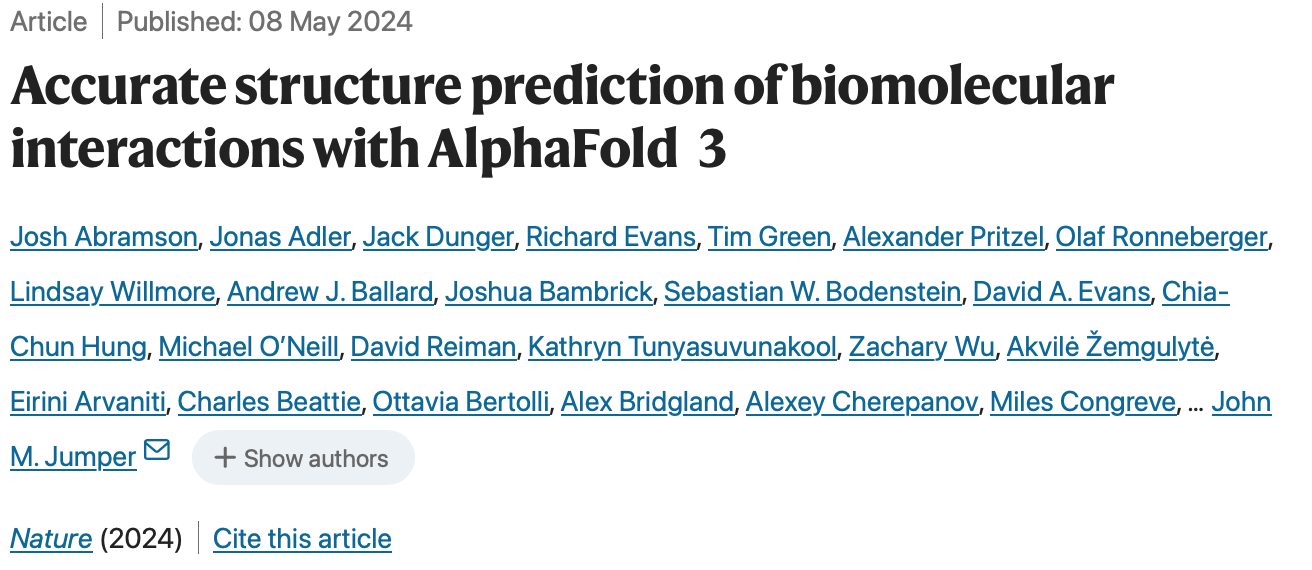 Article | Published: 08 May 2024
Accurate structure prediction of biomolecular
interactions with AlphaFold 3
Josh Abramson, Jonas Adler, Jack Dunger, Richard Evans, Tim Green, Alexander Pritzel, Olaf Ronneberger,
Lindsay Willmore, Andrew J. Ballard, Joshua Bambrick, Sebastian W. Bodenstein, David A. Evans, Chia-
Chun Hung, Michael O’Neill, David Reiman, Kathryn Tunyasuvunakool, Zachary Wu, Akvilė Žemgulytė,
Eirini Arvaniti, Charles Beattie, Ottavia Bertolli, Alex Bridgland, Alexey Cherepanov, Miles Congreve, ... John
M. Jumper + Show authors
Nature (2024) | Cite this article